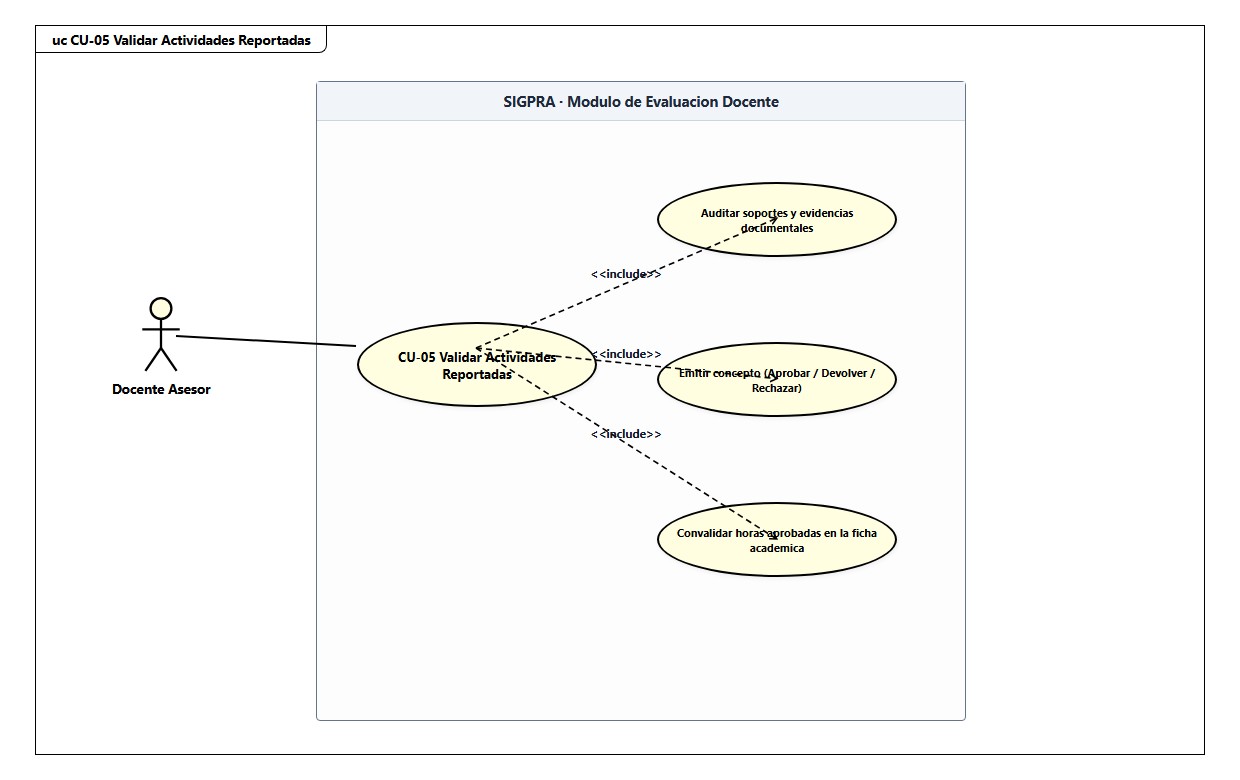 uc CU-05 Validar Actividades Reportadas
SIGPRA · Modulo de Evaluacion Docente
Auditar soportes y evidencias
documentales
<<include>>
Docente Asesor
CU-05 Validar Actividades
Reportadas
<<include>>
Emitir concepto (Aprobar / Devolver /
Rechazar)
<<include>>
Convalidar horas aprobadas en la ficha
academica